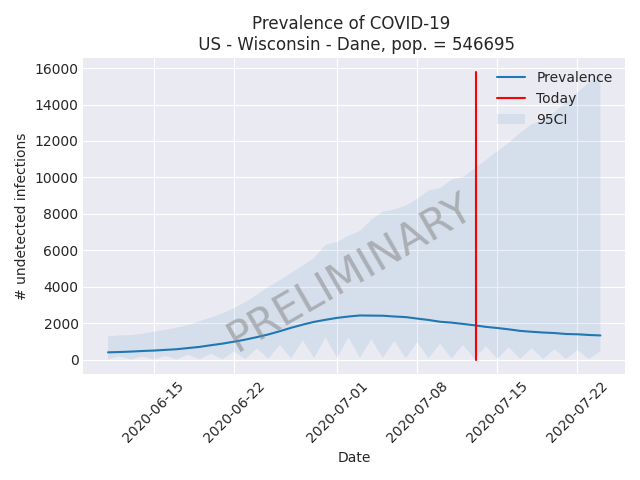 Prevalence of COVID-19
US - Wisconsin - Dane, pop. = 546695
16000
14000
12000
10000
8000
6000
4000
2000
0
# undetected infections
Prevalence
Today
95CI
PRELIMINARY
2020-06-15
2020-06-22
2020-07-01
2020-07-08
2020-07-15
2020-07-22
Date